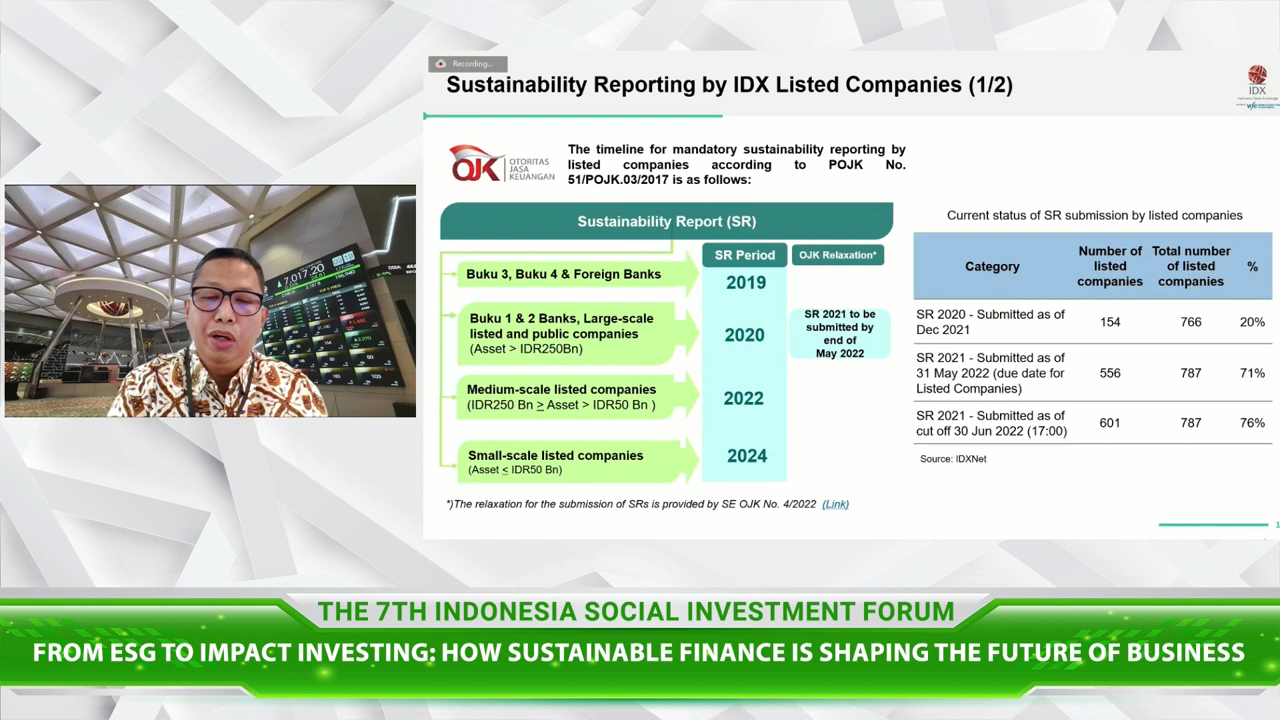 Recording...
Sustainability Reporting by IDX Listed Companies (1/2)
IDX
OJK
OTORITAS
JASA
KEUANGAN
The timeline for mandatory sustainability reporting by
listed companies according to POJK No.
51/POJK.03/2017 is as follows:
Sustainability Report (SR)
SR Period
OJK Relaxation*
Buku 3, Buku 4 & Foreign Banks
2019
Buku 1 & 2 Banks, Large-scale
listed and public companies
(Asset > IDR250Bn)
2020
SR 2021 to be
submitted by
end of
May 2022
Medium-scale listed companies
(IDR250 Bn ≥ Asset > IDR50 Bn )
2022
Small-scale listed companies
(Asset ≤ IDR50 Bn)
2024
*)The relaxation for the submission of SRs is provided by SE OJK No. 4/2022 (Link)
Current status of SR submission by listed companies
Category
Number of
listed
companies
Total number
of listed
companies
%
SR 2020 - Submitted as of
Dec 2021
154
766
20%
SR 2021 - Submitted as of
31 May 2022 (due date for
Listed Companies)
556
787
71%
SR 2021 - Submitted as of
cut off 30 Jun 2022 (17:00)
601
787
76%
Source: IDXNet
7,017.20
THE 7TH INDONESIA SOCIAL INVESTMENT FORUM
FROM ESG TO IMPACT INVESTING: HOW SUSTAINABLE FINANCE IS SHAPING THE FUTURE OF BUSINESS